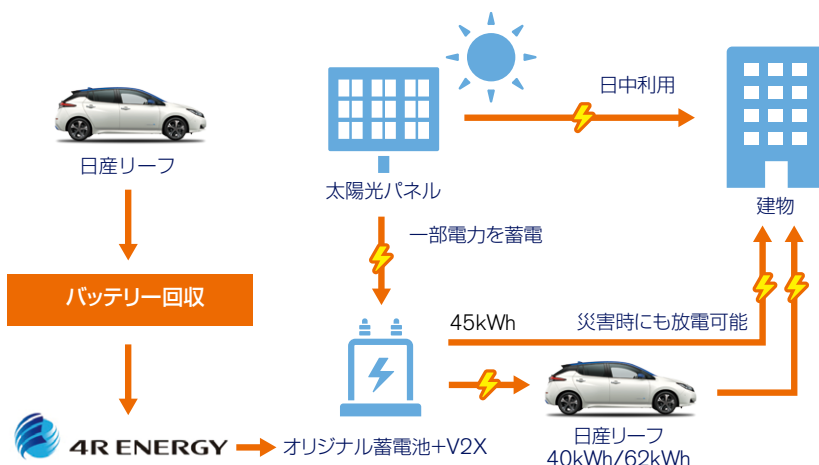 日産リーフ
バッテリー回収
4R ENERGY
太陽光パネル
日中利用
建物
一部電力を蓄電
45kWh
災害時にも放電可能
オリジナル蓄電池+V2X
日産リーフ
40kWh/62kWh